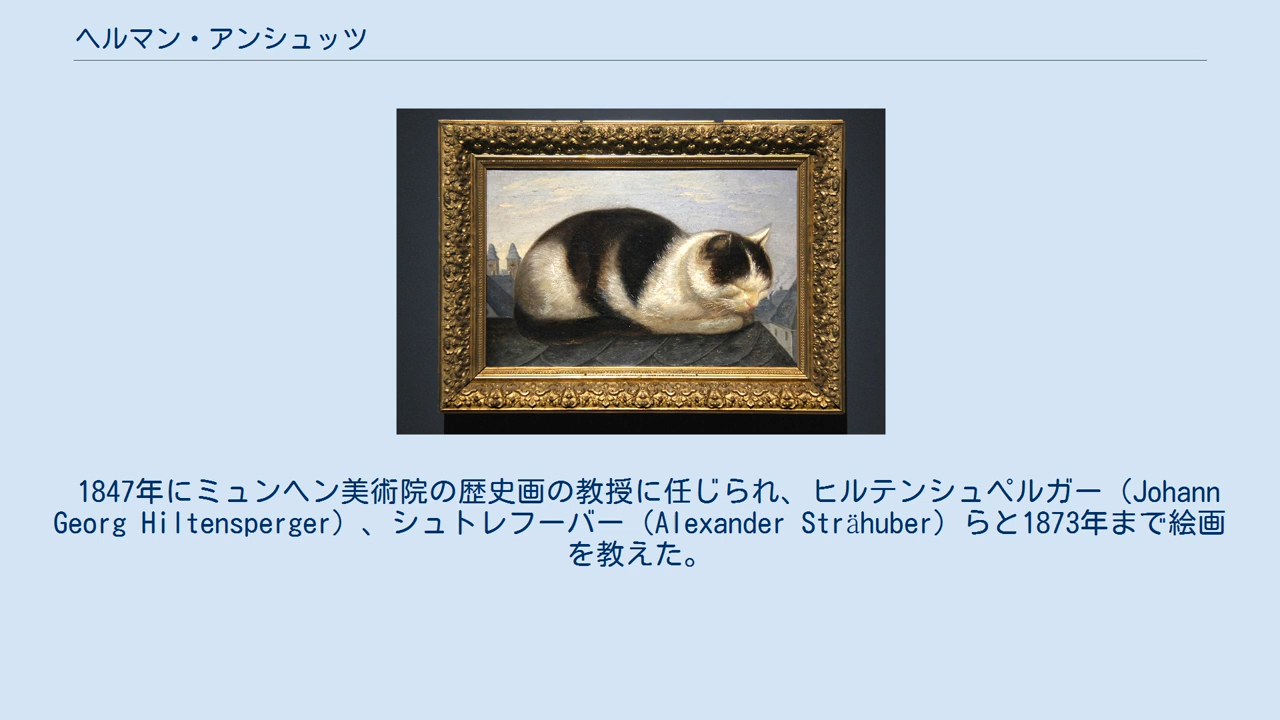 ヘルマン・アンシュッツ
1847年にミュンヘン美術院の歴史画の教授に任じられ、ヒルテンシュペルガー（Johann
Georg Hiltensperger）、シュトレフーバー（Alexander Strähuber）らと1873年まで絵画
を教えた。